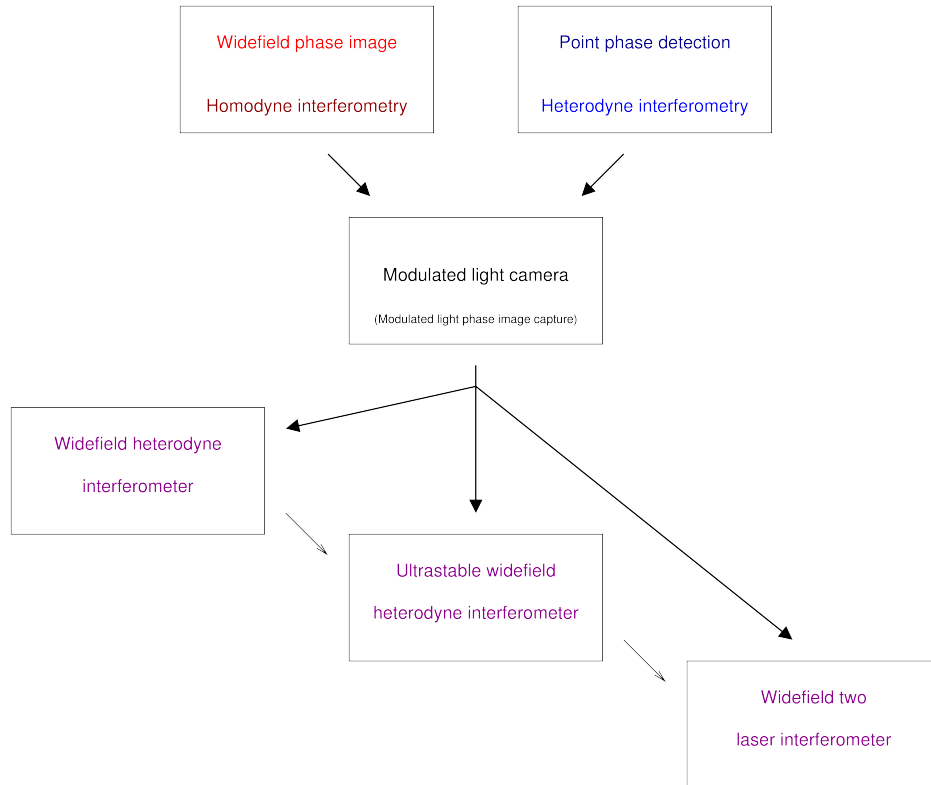 Widefield phase image
Homodyne interferometry
Point phase detection
Heterodyne interferometry
Modulated light camera
(Modulated light phase image capture)
Widefield heterodyne
interferometer
Ultrastable widefield
heterodyne interferometer
Widefield two
laser interferometer